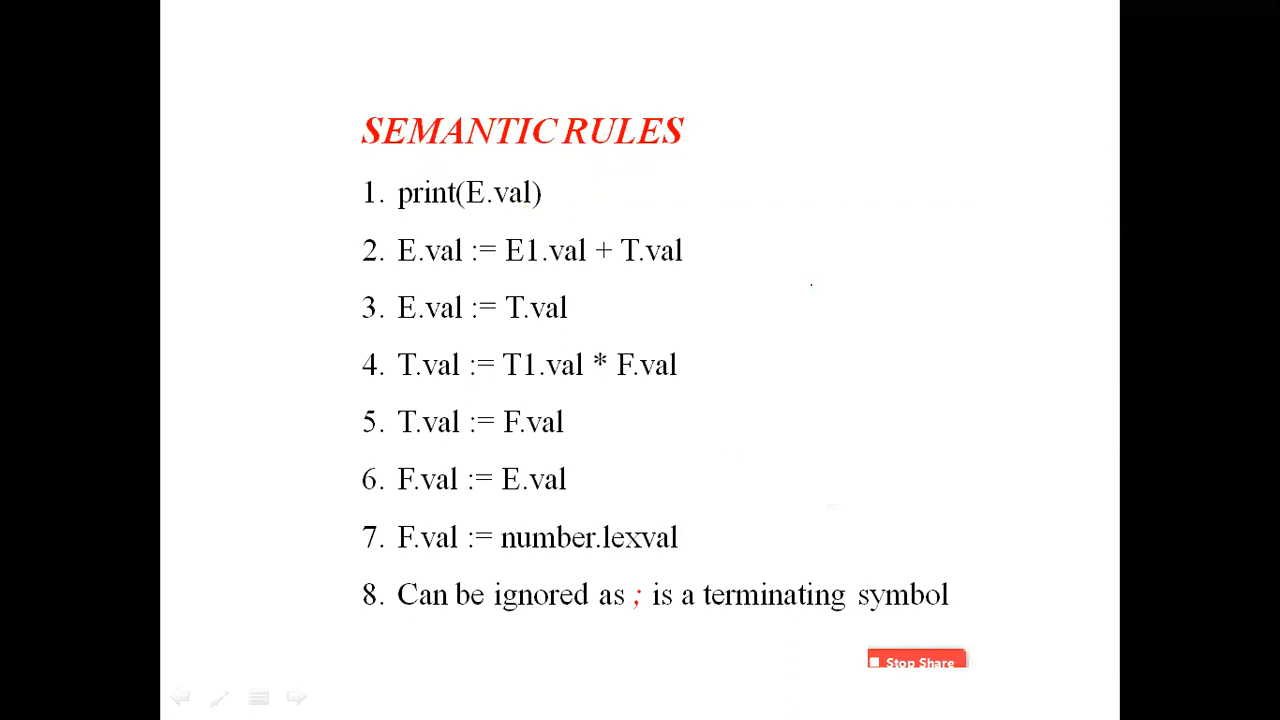 SEMANTIC RULES
1. print(E.val)
2. E.val := E1.val + T.val
3. E.val := T.val
4. T.val := T1.val * F.val
5. T.val := F.val
6. F.val := E.val
7. F.val := number.lexval
8. Can be ignored as ; is a terminating symbol
Stop Share